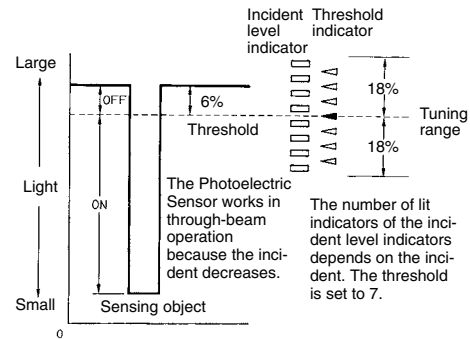 Incident
level
indicator
Threshold
indicator
Large
OFF
6%
18%
Threshold
Tuning
range
18%
Light
ON
The Photoelectric
Sensor works in
through-beam
operation
because the inci-
dent decreases.
The number of lit
indicators of the inci-
dent level indicators
depends on the inci-
dent. The threshold
is set to 7.
Small
Sensing object
0